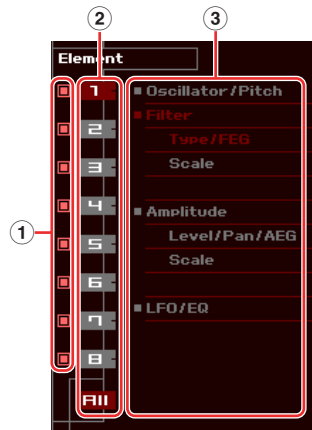 ② ③
Element
1 ■ Oscillator/Pitch
2 ■ Filter
Type/FEG
3 Scale
4 ■ Amplitude
① 5 Level/Pan/AEG
Scale
6
7 ■ LFO/EQ
8
All